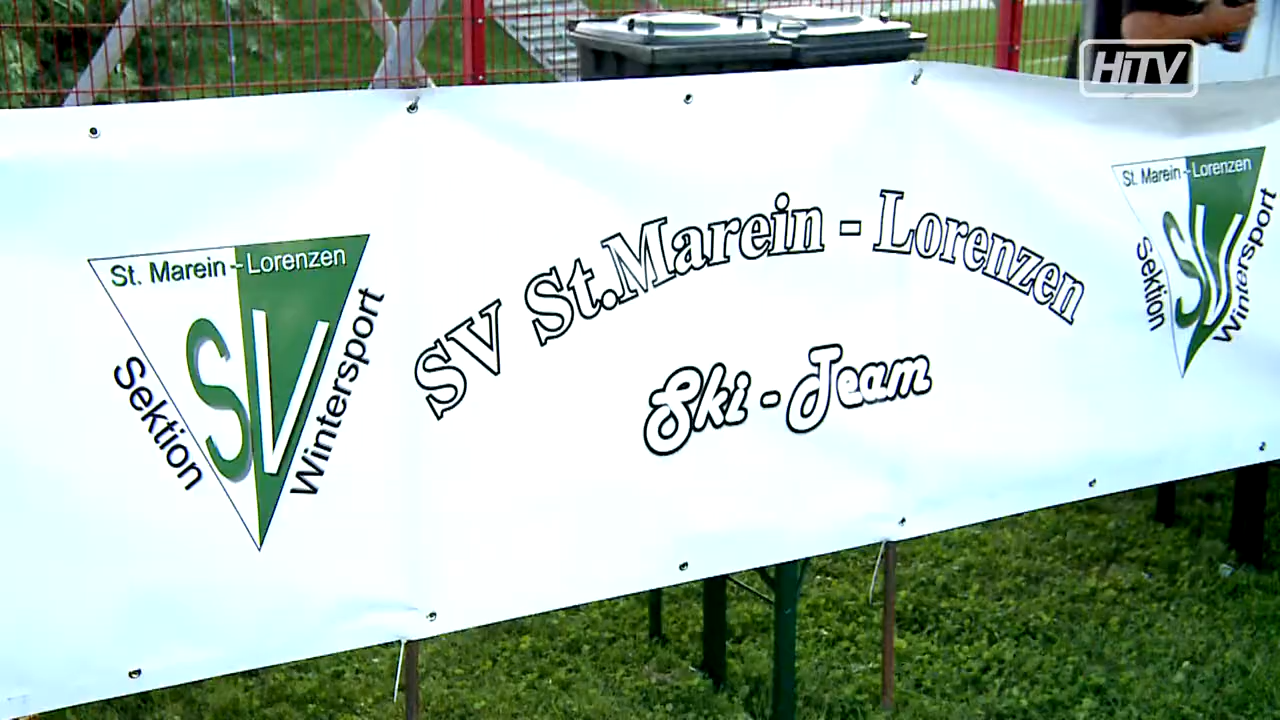 HiTV
St. Marein - Lorenzen
SV
Sektion
Wintersport
SV St.Marein - Lorenzen
Ski - Team
St. Marein - Lorenzen
SV
Sektion
Wintersport